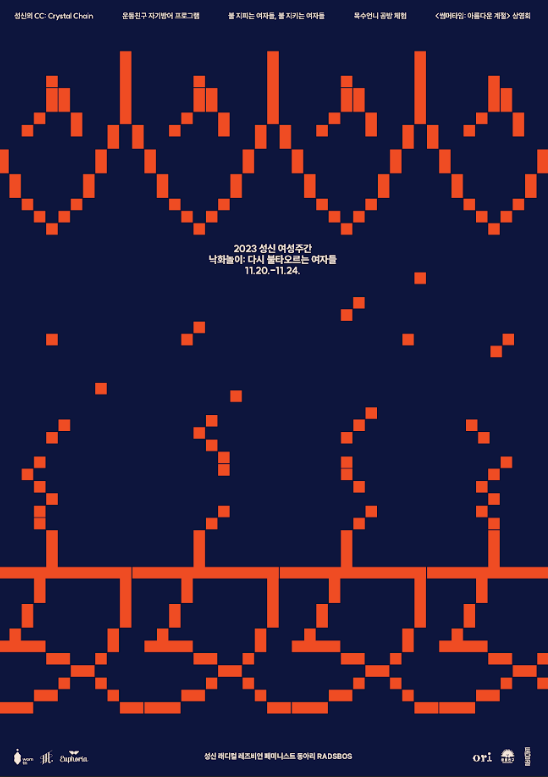 성신의 CC: Crystal Chain
운동친구 자기방어 프로그램
불 지피는 여자들, 불 지키는 여자들
목수언니 공방 체험
<썸머타임: 아름다운 계절> 상영회
2023 성신 여성주간
낙화놀이: 다시 불타오르는 여자들
11.20.–11.24.
Euphoria
성신 래디컬 레즈비언 페미니스트 동아리 RADSBOS
ori